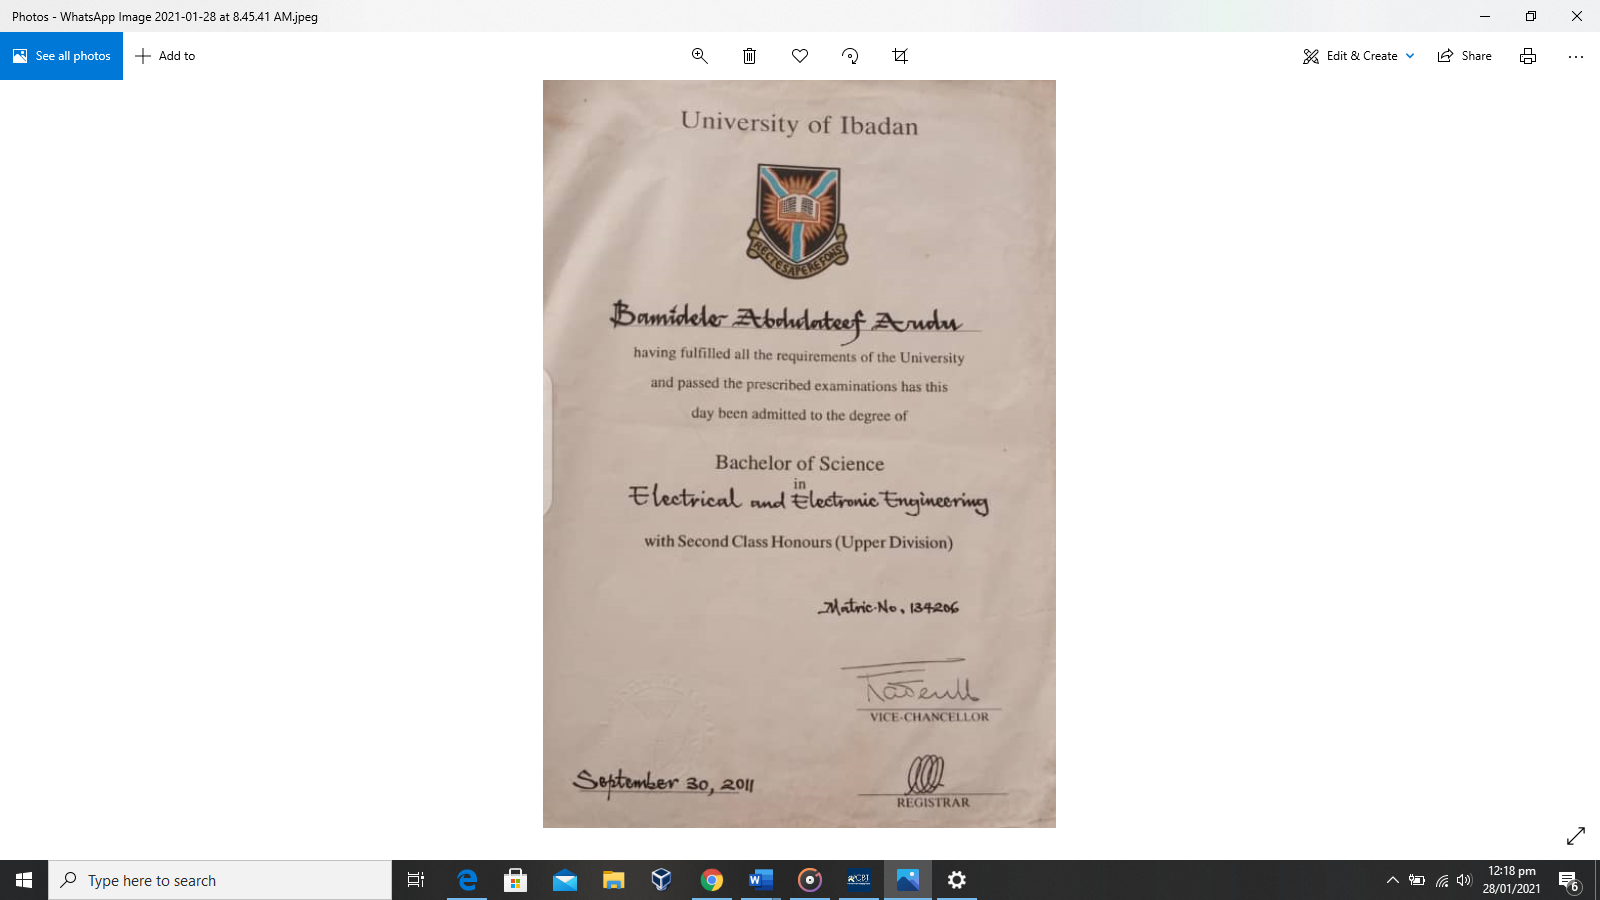 Photos - WhatsApp Image 2021-01-28 at 8.45.41 AM.jpeg
See all photos
Add to
Edit & Create
Share
University of Ibadan
RECTE SAPERE FONS
Bamidele Abdulateef Arudu
having fulfilled all the requirements of the University
and passed the prescribed examinations has this
day been admitted to the degree of
Bachelor of Science
in
Electrical and Electronic Engineering
with Second Class Honours (Upper Division)
Matric. No. 134206
VICE-CHANCELLOR
September 30, 2011
REGISTRAR
Type here to search
12:18 pm
28/01/2021
6